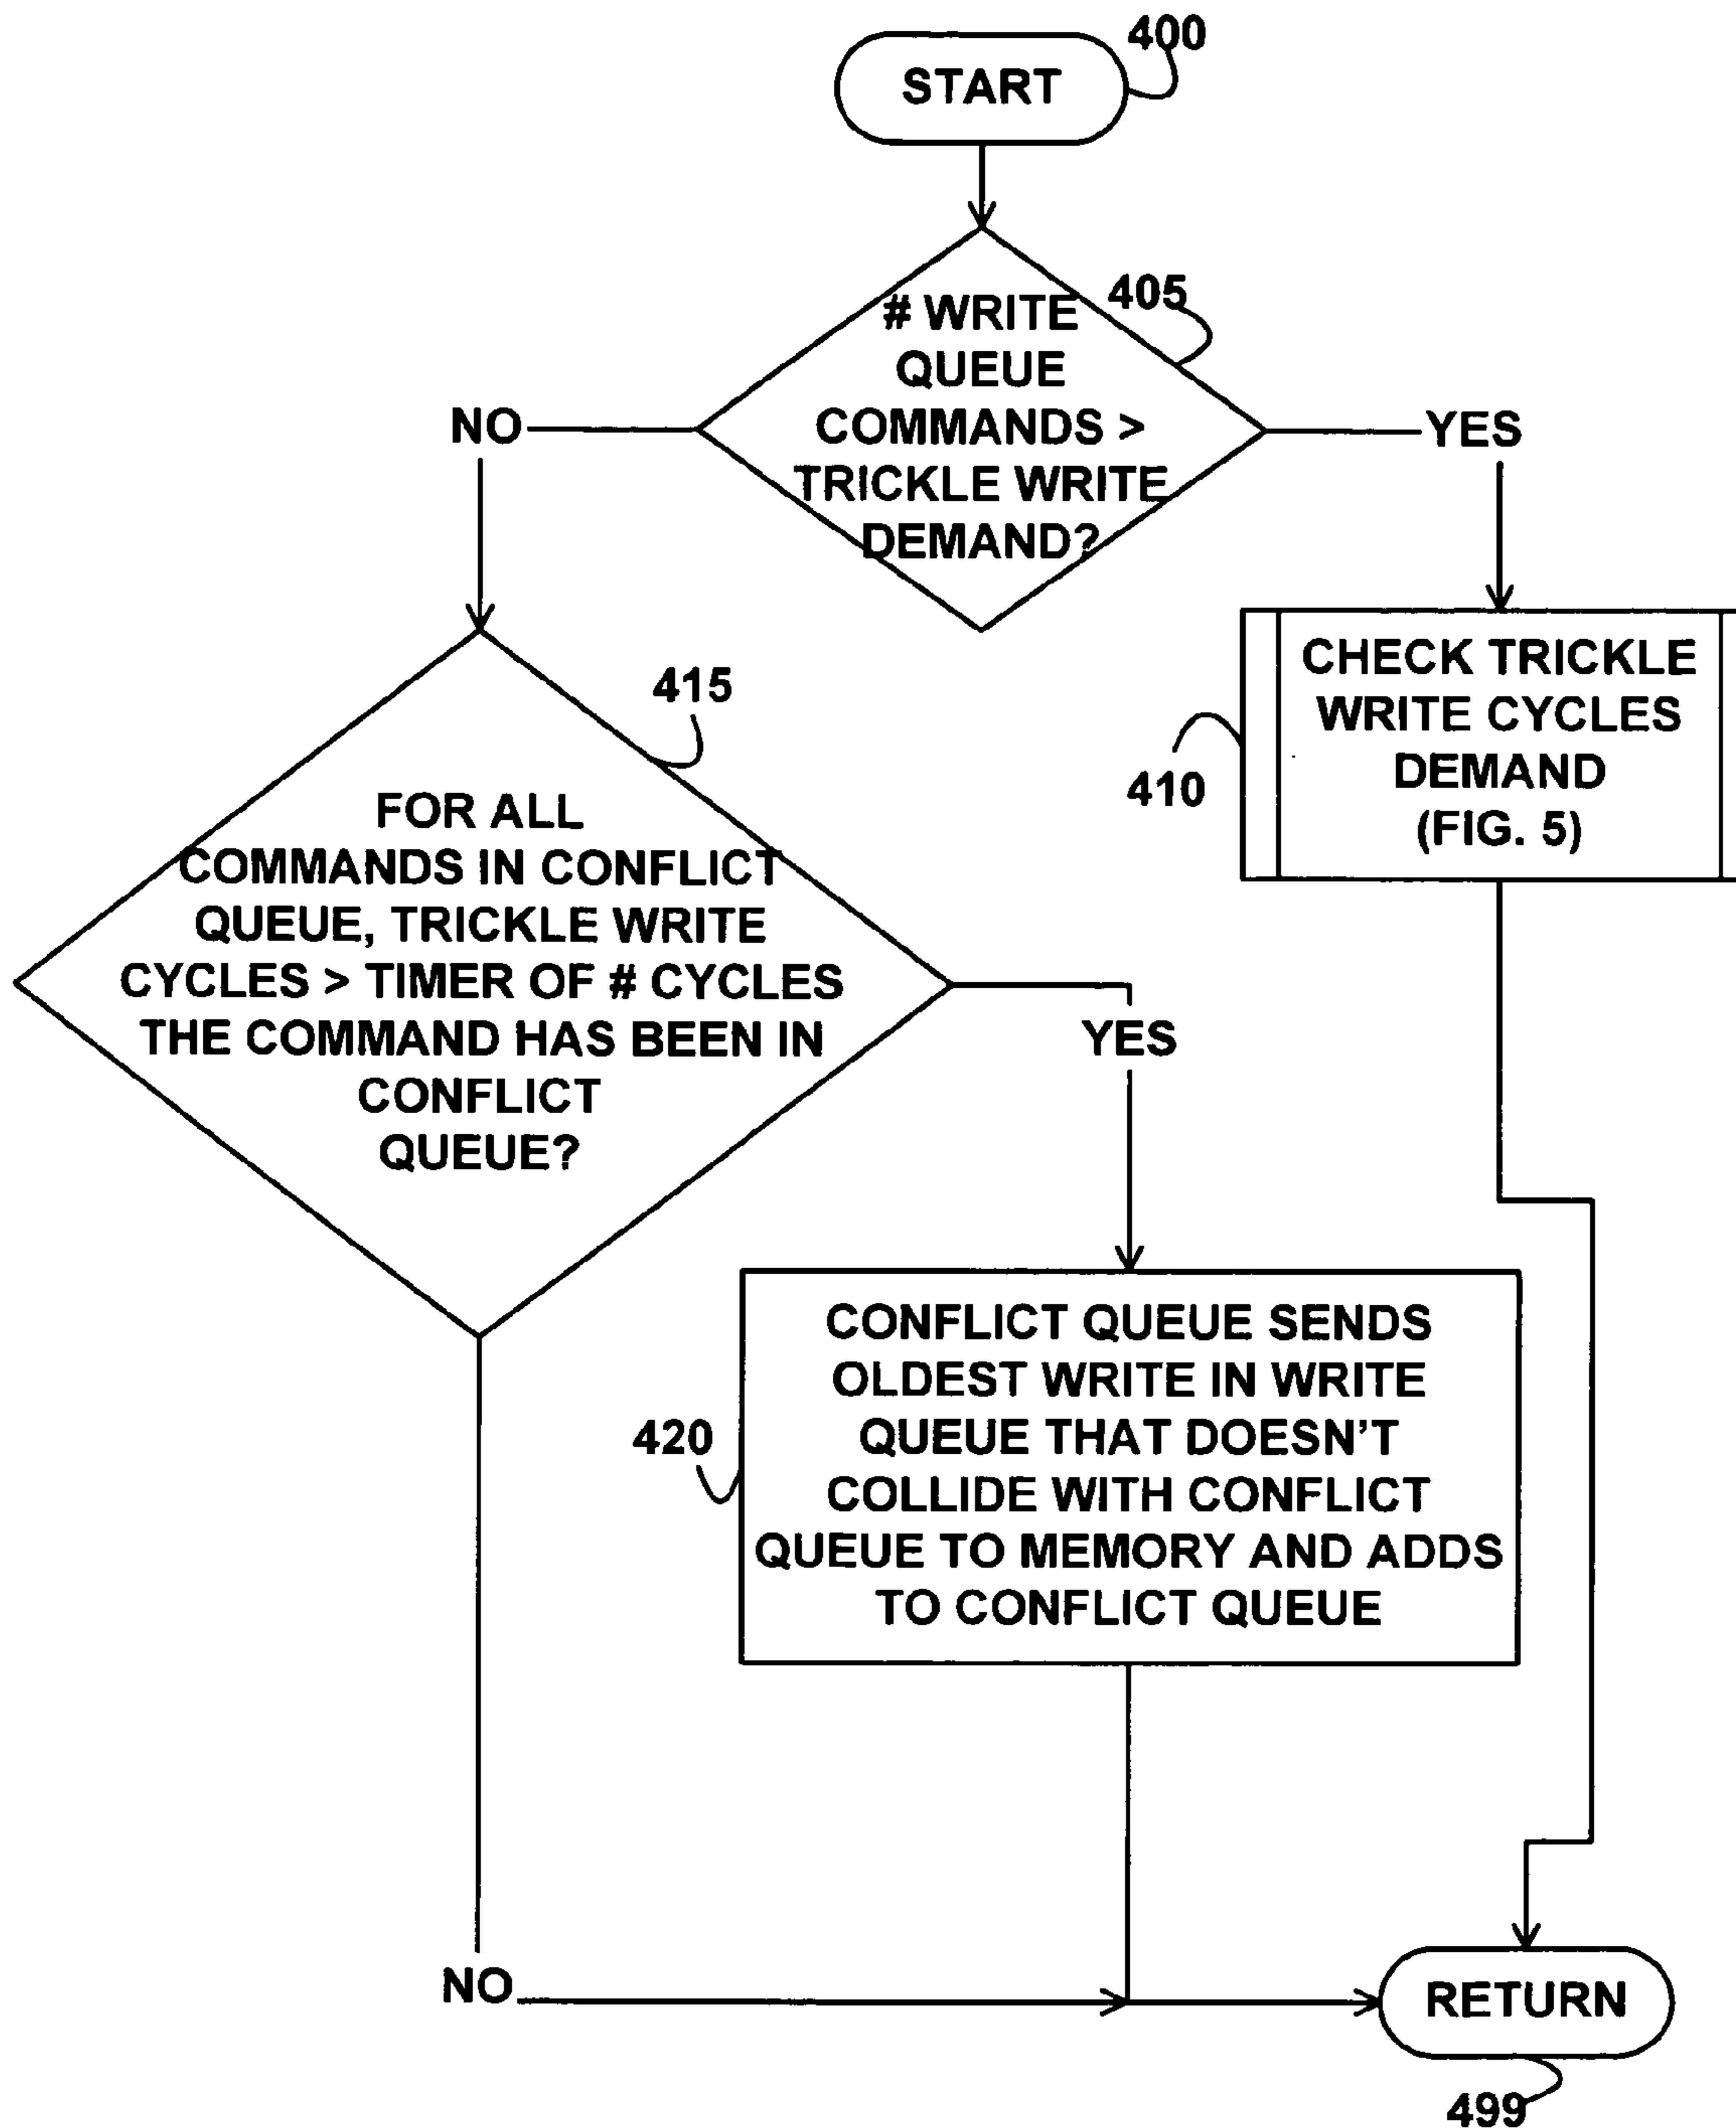 400
START
405
# WRITE
QUEUE
COMMANDS >
TRICKLE WRITE
DEMAND?
NO
YES
CHECK TRICKLE
WRITE CYCLES
DEMAND
(FIG. 5)
410
415
FOR ALL
COMMANDS IN CONFLICT
QUEUE, TRICKLE WRITE
CYCLES > TIMER OF # CYCLES
THE COMMAND HAS BEEN IN
CONFLICT
QUEUE?
YES
CONFLICT QUEUE SENDS
OLDEST WRITE IN WRITE
QUEUE THAT DOESN'T
COLLIDE WITH CONFLICT
QUEUE TO MEMORY AND ADDS
TO CONFLICT QUEUE
420
NO
RETURN
499